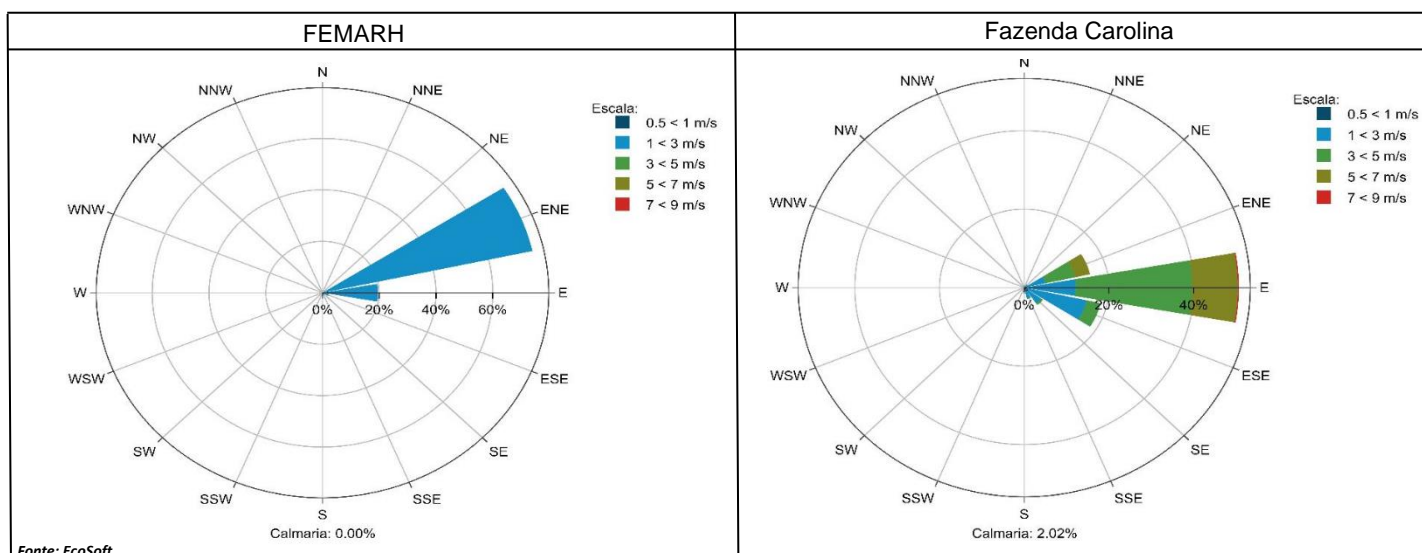 FEMARH
Fazenda Carolina
N
NNE
NE
ENE
E
ESE
SE
SSE
S
SSW
SW
WSW
W
WNW
NW
NNW
0% 20% 40% 60%
Escala:
0.5 < 1 m/s
1 < 3 m/s
3 < 5 m/s
5 < 7 m/s
7 < 9 m/s
Calmaria: 0.00%
N
NNE
NE
ENE
E
ESE
SE
SSE
S
SSW
SW
WSW
W
WNW
NW
NNW
0% 20% 40%
Escala:
0.5 < 1 m/s
1 < 3 m/s
3 < 5 m/s
5 < 7 m/s
7 < 9 m/s
Calmaria: 2.02%
Fonte: EcoSoft